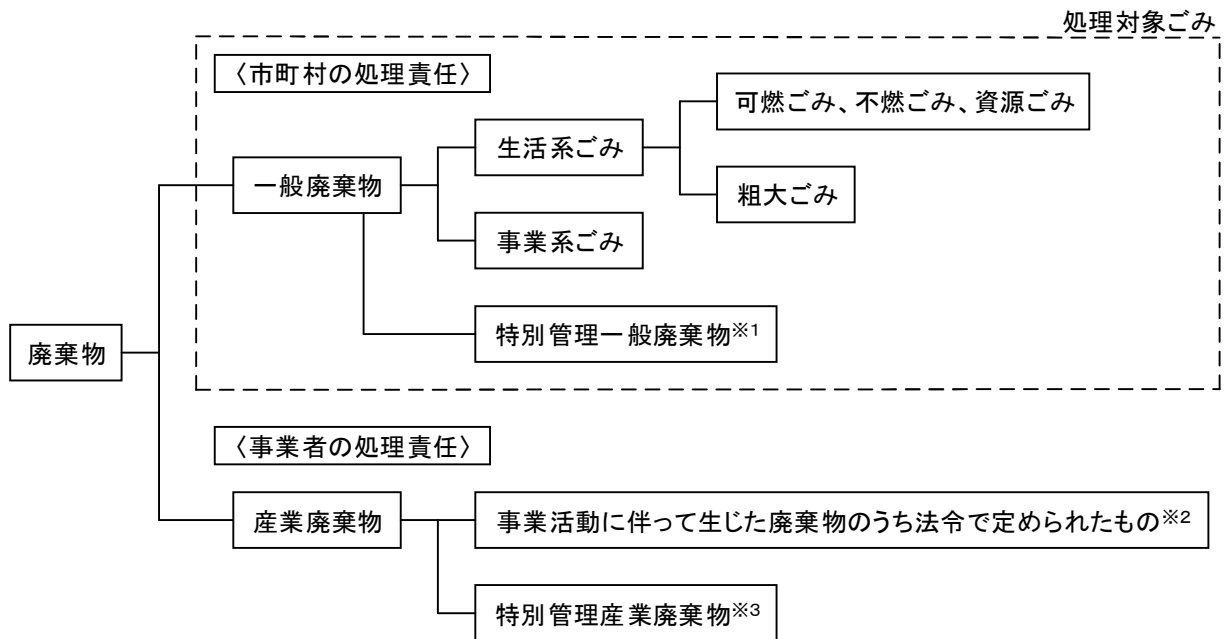 処理対象ごみ
〈市町村の処理責任〉
可燃ごみ、不燃ごみ、資源ごみ
生活系ごみ
一般廃棄物
粗大ごみ
事業系ごみ
特別管理一般廃棄物※1
廃棄物
〈事業者の処理責任〉
産業廃棄物
事業活動に伴って生じた廃棄物のうち法令で定められたもの※2
特別管理産業廃棄物※3